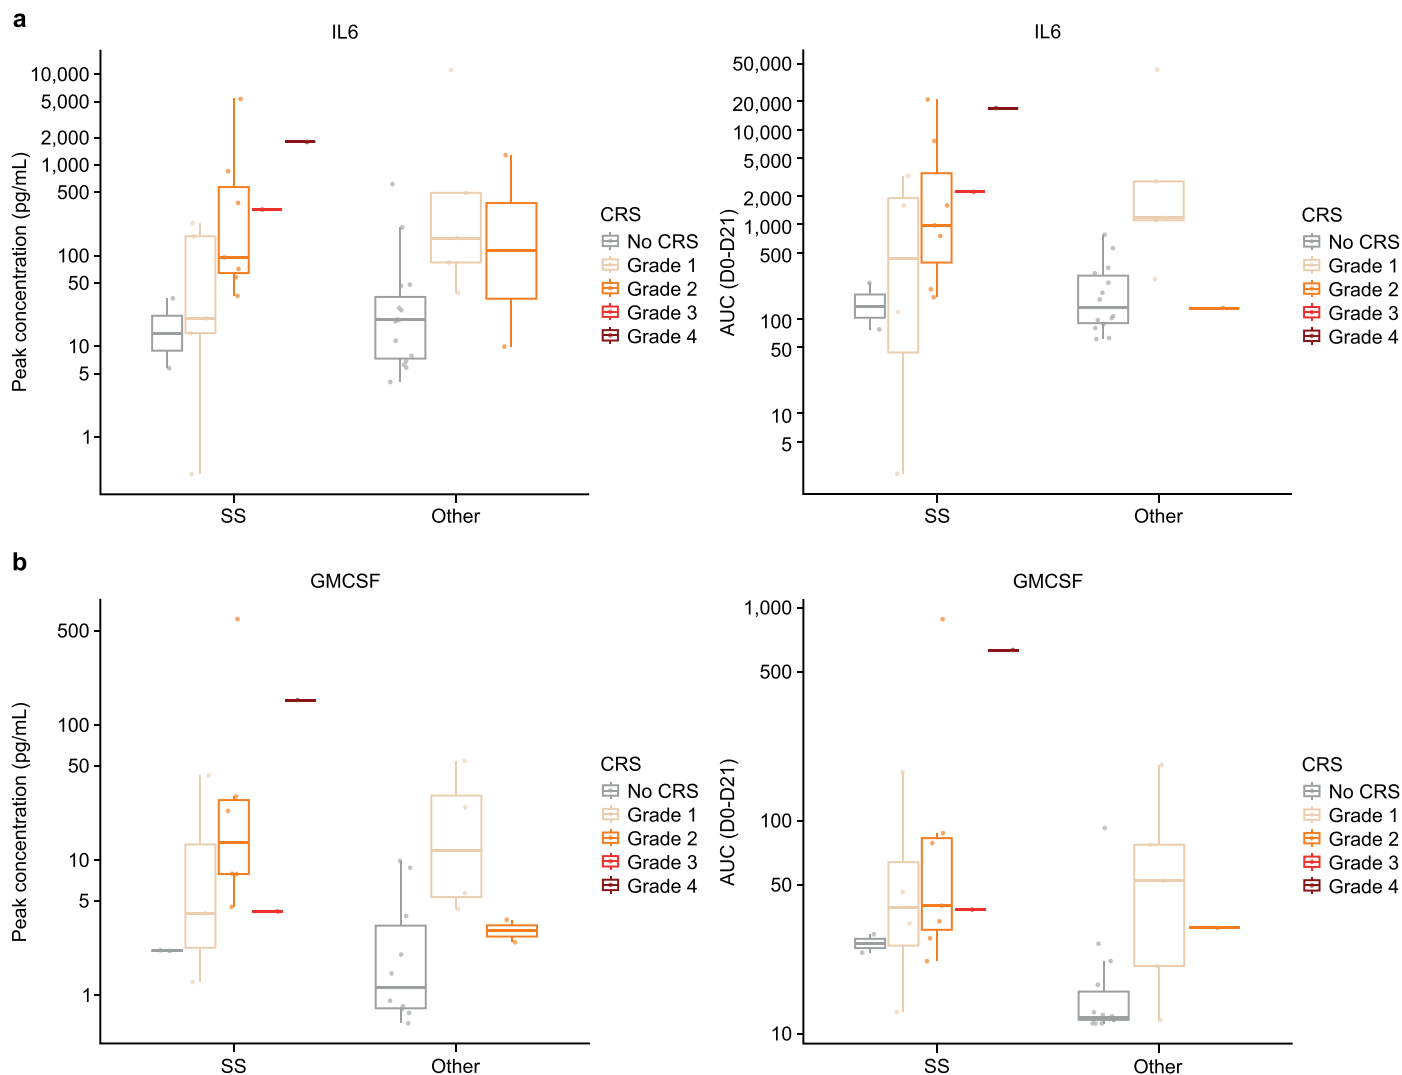 a
IL6
Peak concentration (pg/mL)
10,000
5,000
2,000
1,000
500
100
50
10
5
1
SS
Other
CRS
No CRS
Grade 1
Grade 2
Grade 3
Grade 4
IL6
AUC (D0-D21)
50,000
20,000
10,000
5,000
2,000
1,000
500
100
50
10
5
SS
Other
CRS
No CRS
Grade 1
Grade 2
Grade 3
Grade 4
b
GMCSF
Peak concentration (pg/mL)
500
100
50
10
5
1
SS
Other
CRS
No CRS
Grade 1
Grade 2
Grade 3
Grade 4
GMCSF
AUC (D0-D21)
1,000
500
100
50
10
SS
Other
CRS
No CRS
Grade 1
Grade 2
Grade 3
Grade 4